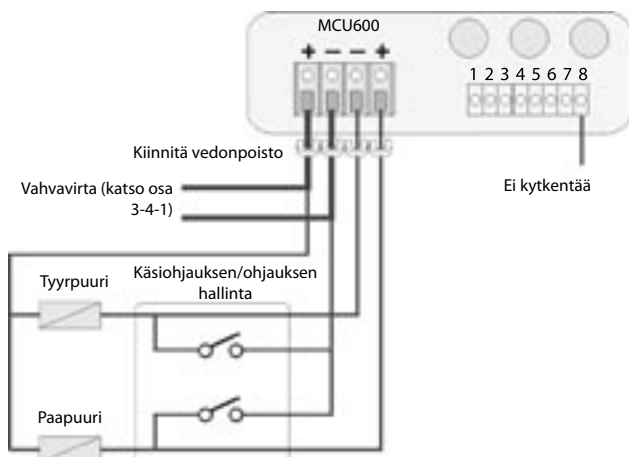 MCU600
+ − − +
1 2 3 4 5 6 7 8
Kiinnitä vedonpoisto
Vahvavirta (katso osa
3-4-1)
Ei kytkentää
Tyyrpuuri
Käsiohjauksen/ohjauksen
hallinta
Paapuuri